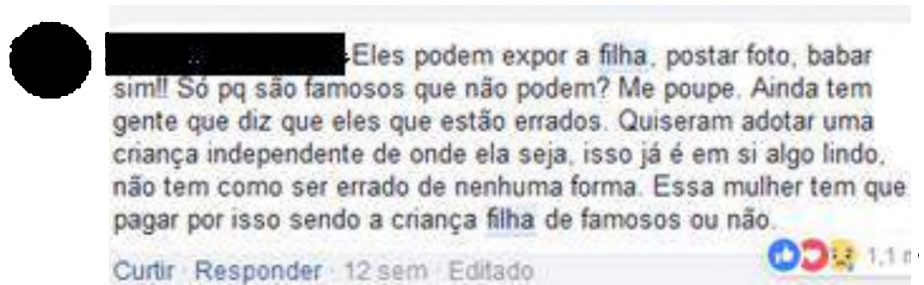 Eles podem expor a filha, postar foto, babar
sim!! Só pq são famosos que não podem? Me poupe. Ainda tem
gente que diz que eles que estão errados. Quiseram adotar uma
criança independente de onde ela seja, isso já é em si algo lindo,
não tem como ser errado de nenhuma forma. Essa mulher tem que
pagar por isso sendo a criança filha de famosos ou não.
Curtir · Responder · 12 sem · Editado
1,1 m